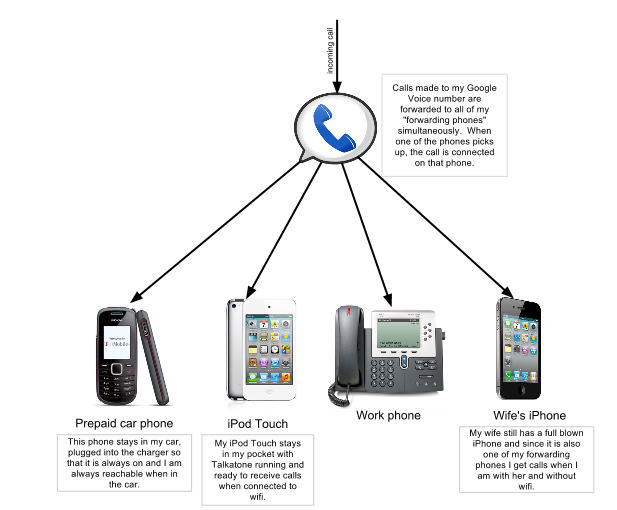 incoming call
Calls made to my Google
Voice number are
forwarded to all of my
"forwarding phones"
simultaneously. When
one of the phones picks
up, the call is connected
on that phone.
Prepaid car phone
iPod Touch
Work phone
Wife's iPhone
This phone stays in my car,
plugged into the charger so
that it is always on and I am
always reachable when in
the car.
My iPod Touch stays
in my pocket with
Talkatone running and
ready to receive calls
when connected to
wifi.
My wife still has a full blown
iPhone and since it is also
one of my forwarding
phones I get calls when I
am with her and without
wifi.